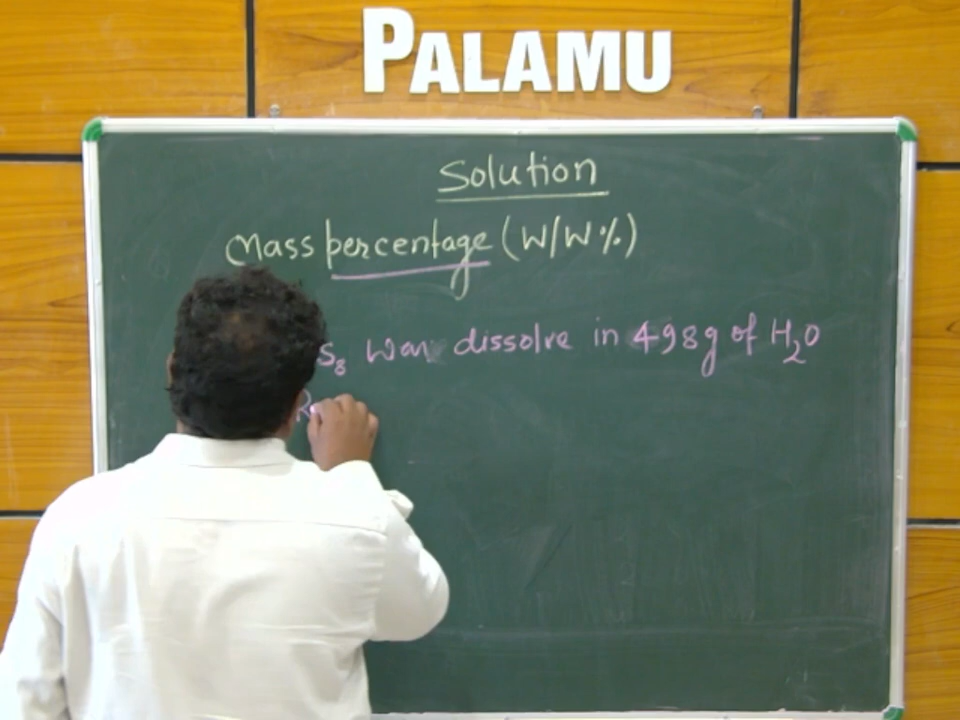 PALAMU
Solution
Mass percentage (W/W%)
S8 was dissolve in 498g of H2O